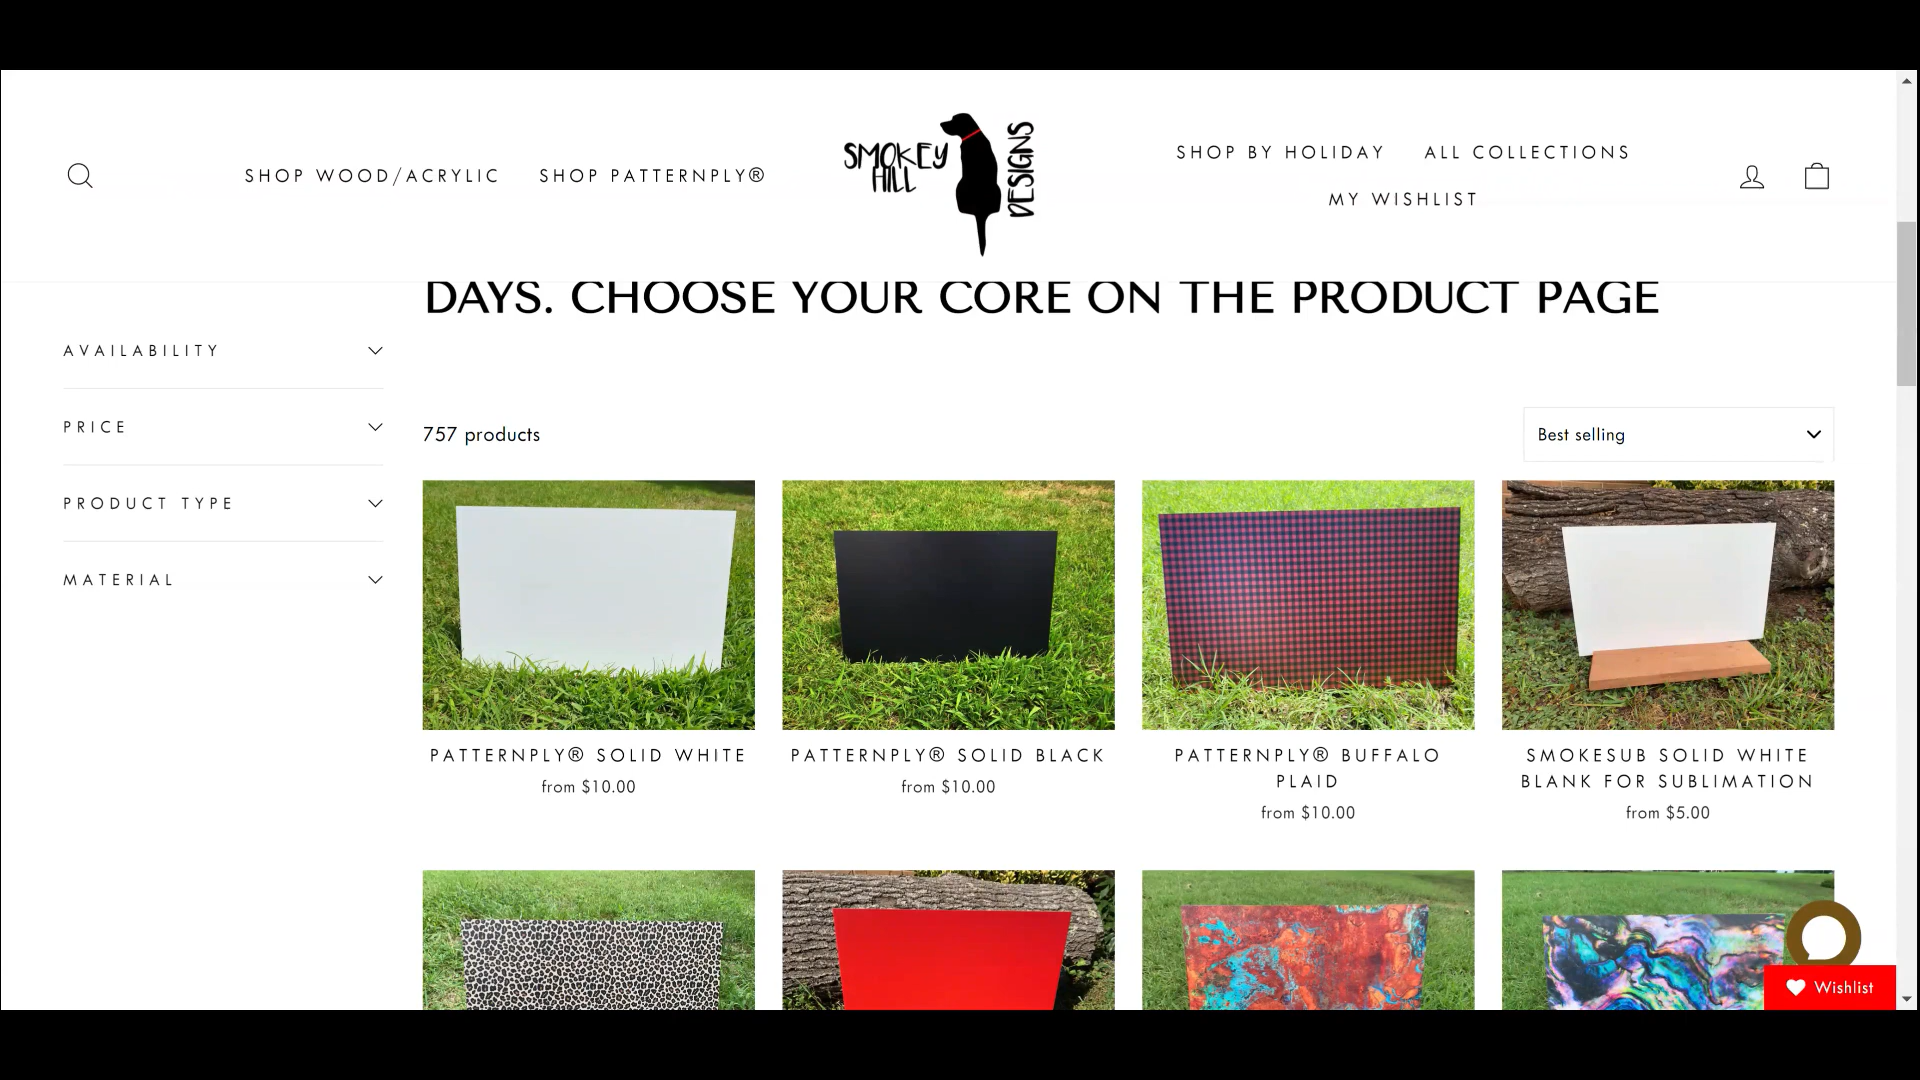 SHOP WOOD/ACRYLIC
SHOP PATTERNPLY®
SMOKEY
HILL
DESIGNS
SHOP BY HOLIDAY
ALL COLLECTIONS
MY WISHLIST
DAYS. CHOOSE YOUR CORE ON THE PRODUCT PAGE
AVAILABILITY
PRICE
PRODUCT TYPE
MATERIAL
757 products
Best selling
PATTERNPLY® SOLID WHITE
from $10.00
PATTERNPLY® SOLID BLACK
from $10.00
PATTERNPLY® BUFFALO
PLAID
from $10.00
SMOKESUB SOLID WHITE
BLANK FOR SUBLIMATION
from $5.00
Wishlist